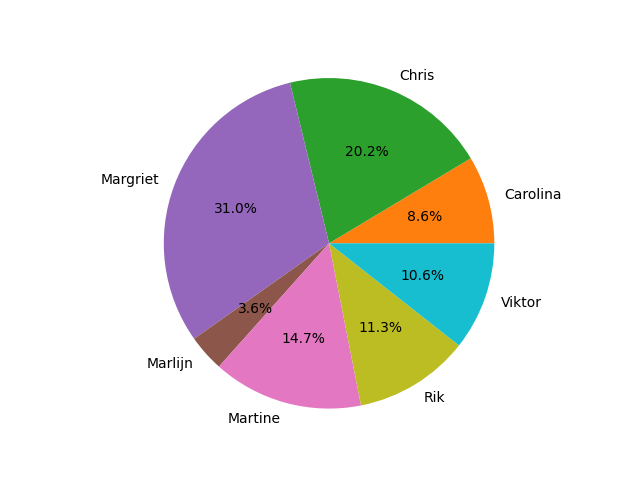 Chris
20.2%
Margriet
31.0%
Carolina
8.6%
Viktor
10.6%
Marlijn
3.6%
Martine
14.7%
Rik
11.3%